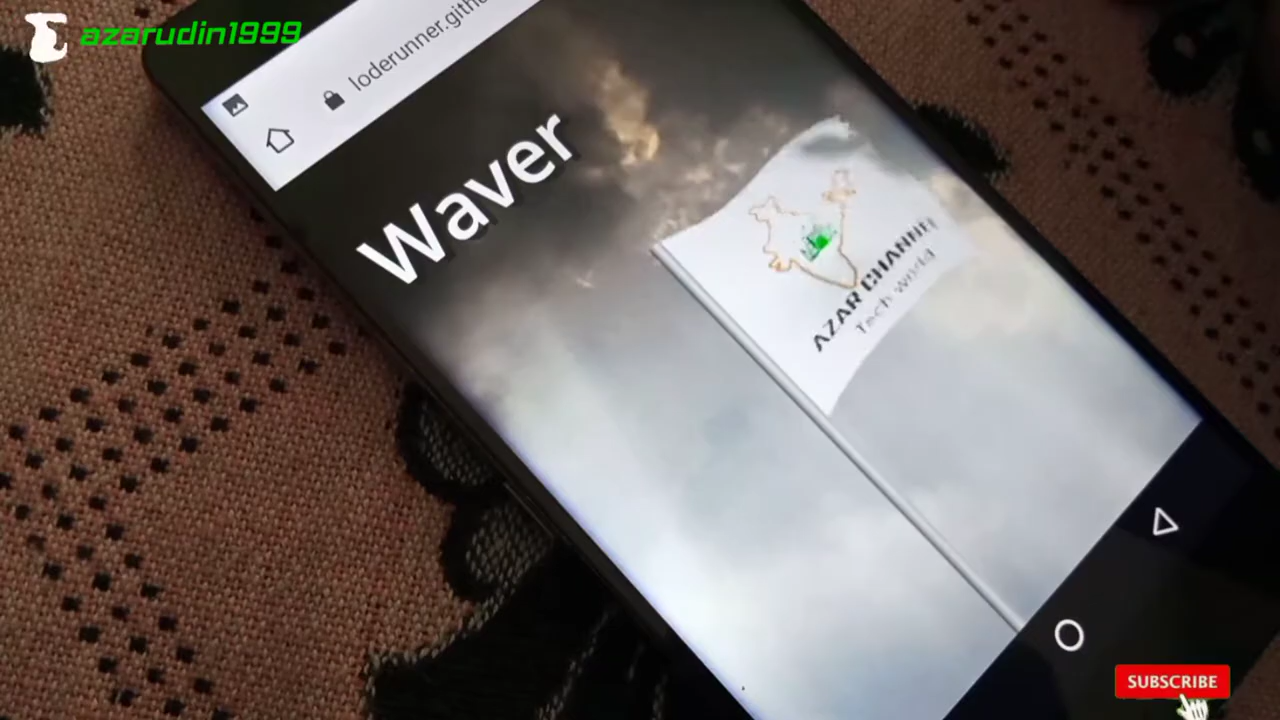 azarudin1999
loderunner.githu
Waver
AZAR CHANNEL
Tech world
SUBSCRIBE